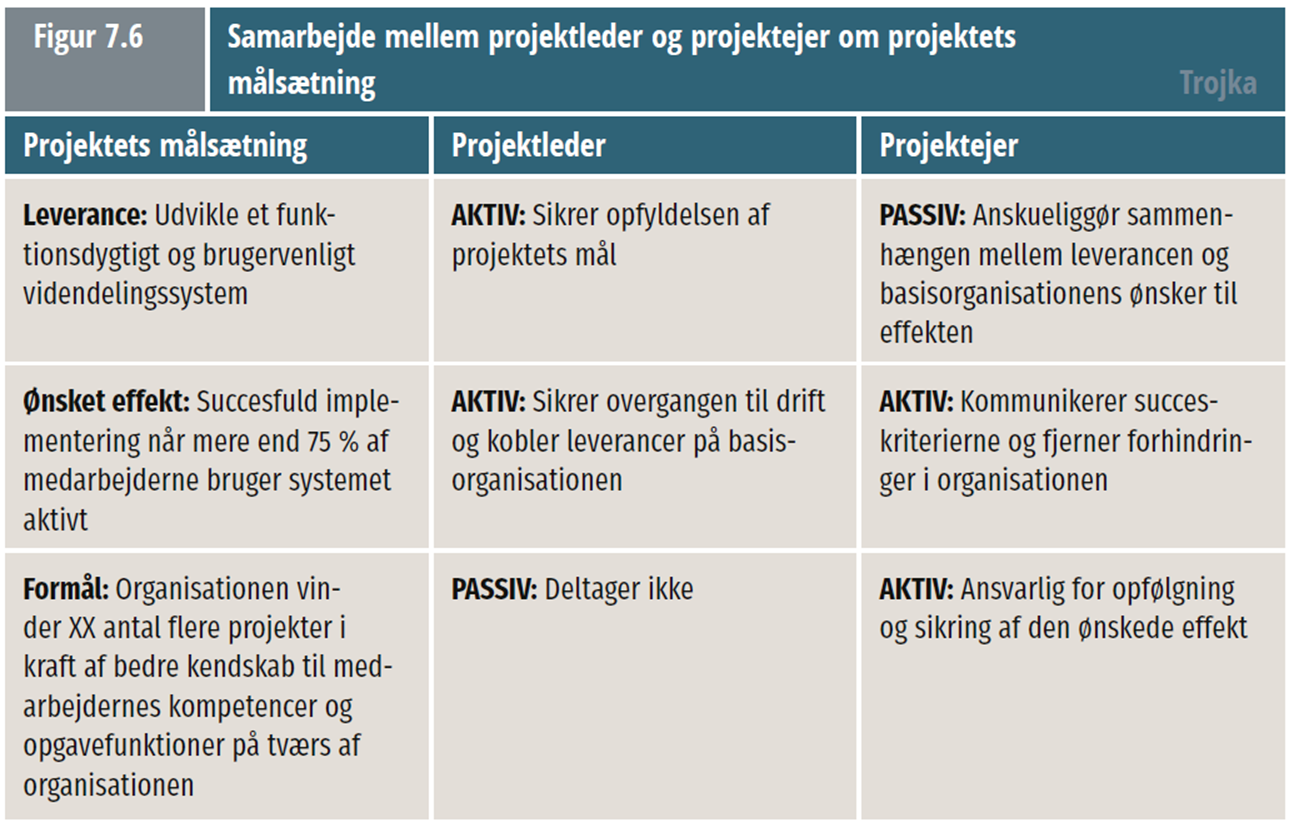 Figur 7.6
Samarbejde mellem projektleder og projektejer om projektets
målsætning
Trojka
Projektets målsætning
Projektleder
Projektejer
Leverance: Udvikle et funk-
tionsdygtigt og brugervenligt
videndelingssystem
AKTIV: Sikrer opfyldelsen af
projektets mål
PASSIV: Anskueliggør sammen-
hængen mellem leverancen og
basisorganisationens ønsker til
effekten
Ønsket effekt: Succesfuld imple-
mentering når mere end 75 % af
medarbejderne bruger systemet
aktivt
AKTIV: Sikrer overgangen til drift
og kobler leverancer på basis-
organisationen
AKTIV: Kommunikerer succes-
kriterierne og fjerner forhindrin-
ger i organisationen
Formål: Organisationen vin-
der XX antal flere projekter i
kraft af bedre kendskab til med-
arbejdernes kompetencer og
opgavefunktioner på tværs af
organisationen
PASSIV: Deltager ikke
AKTIV: Ansvarlig for opfølgning
og sikring af den ønskede effekt